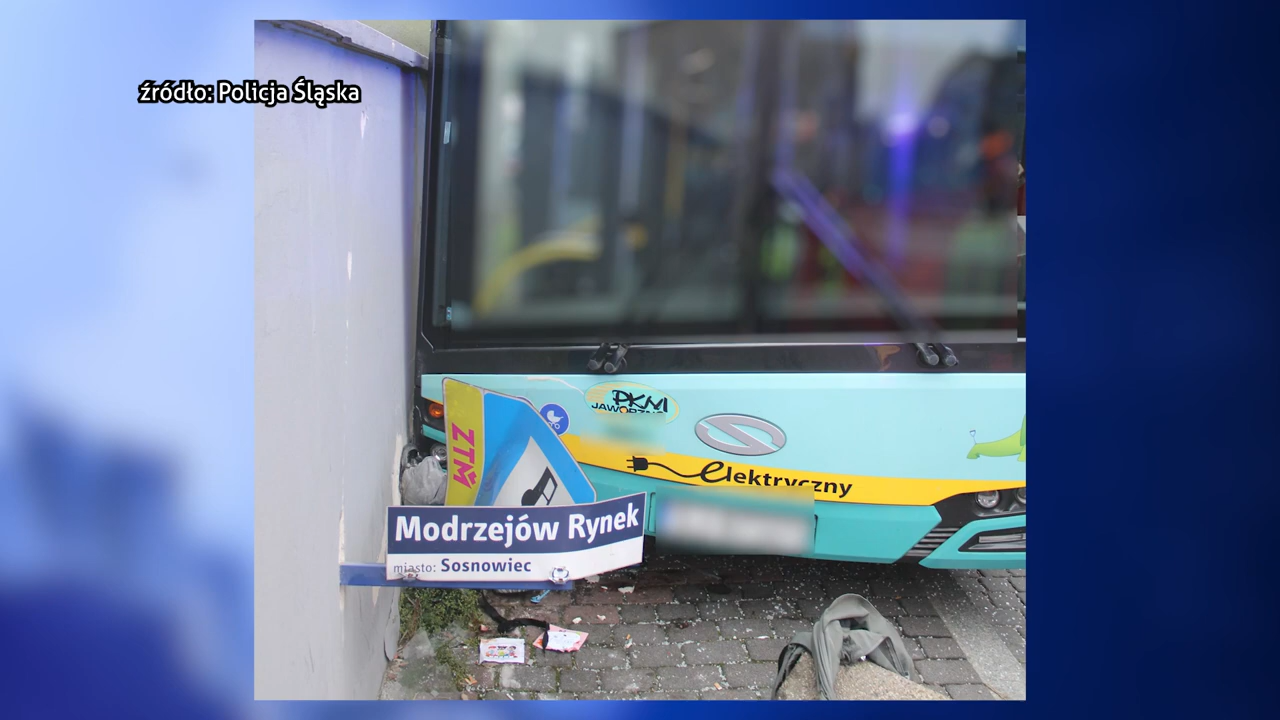 źródło: Policja Śląska
PKM
JAWORZNO
ZTM
elektryczny
Modrzejów Rynek
miasto: Sosnowiec